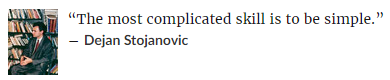 “The most complicated skill is to be simple.”
― Dejan Stojanovic